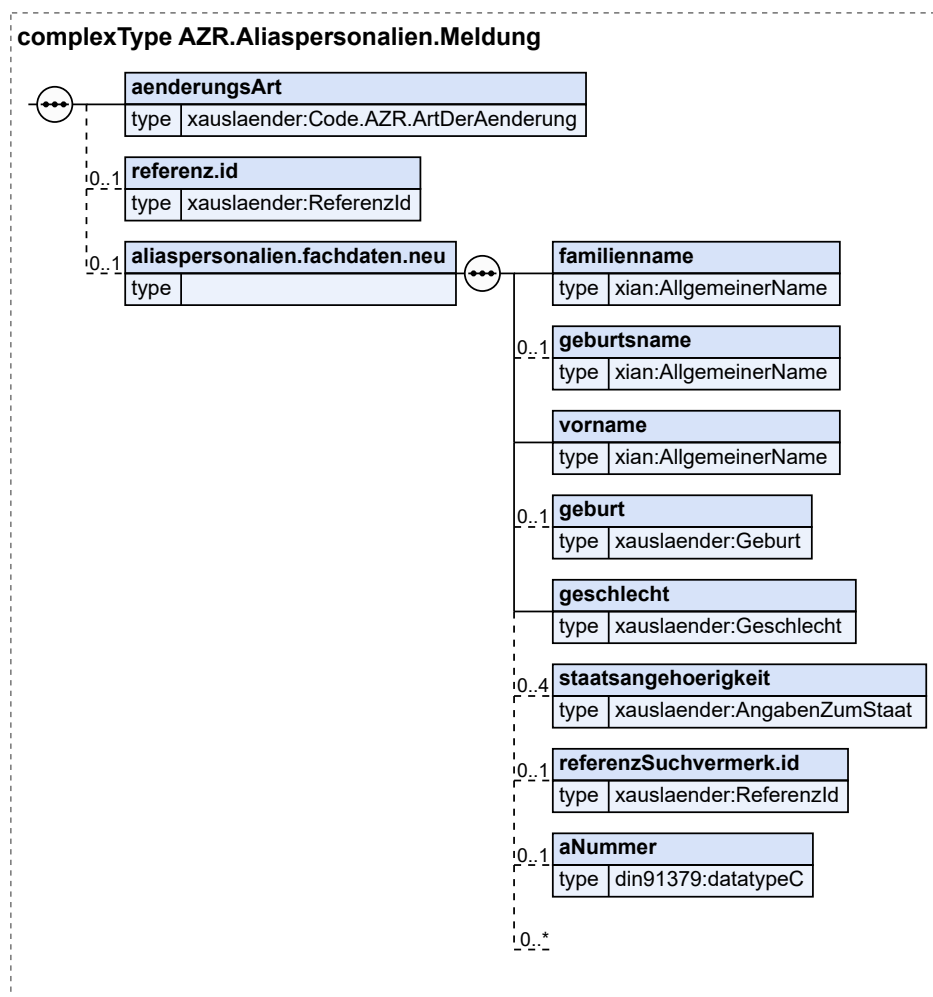 complexType AZR.Aliaspersonalien.Meldung
aenderungsArt
type xauslaender:Code.AZR.ArtDerAenderung
0..1
referenz.id
type xauslaender:ReferenzId
0..1
aliaspersonalien.fachdaten.neu
type
familienname
type xian:AllgemeinerName
0..1
geburtsname
type xian:AllgemeinerName
vorname
type xian:AllgemeinerName
0..1
geburt
type xauslaender:Geburt
geschlecht
type xauslaender:Geschlecht
0..4
staatsangehoerigkeit
type xauslaender:AngabenZumStaat
0..1
referenzSuchvermerk.id
type xauslaender:ReferenzId
0..1
aNummer
type din91379:datatypeC
0..*